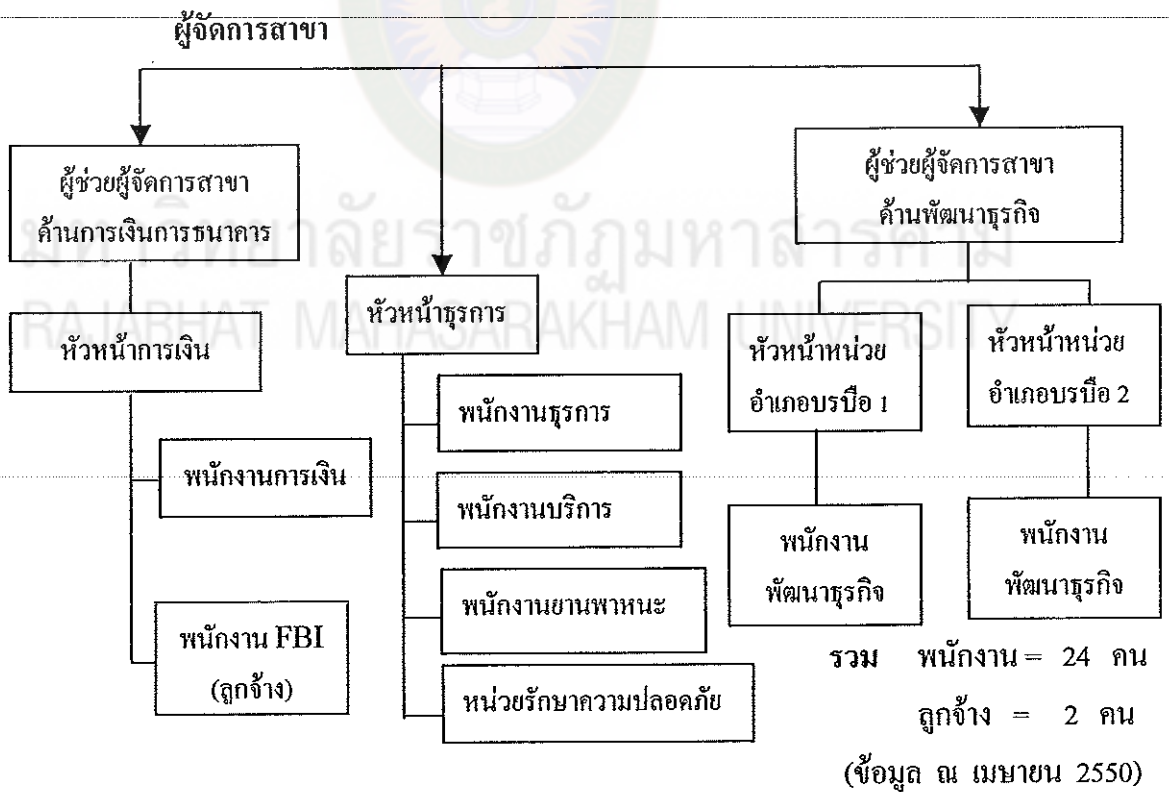 ผู้จัดการสาขา
ผู้ช่วยผู้จัดการสาขา
ด้านการเงินการธนาคาร
หัวหน้าการเงิน
พนักงานการเงิน
พนักงาน FBI
(ลูกจ้าง)
หัวหน้าธุรการ
พนักงานธุรการ
พนักงานบริการ
พนักงานยานพาหนะ
หน่วยรักษาความปลอดภัย
ผู้ช่วยผู้จัดการสาขา
ด้านพัฒนาธุรกิจ
หัวหน้าหน่วย
อำเภอบรบือ 1
พนักงาน
พัฒนาธุรกิจ
หัวหน้าหน่วย
อำเภอบรบือ 2
พนักงาน
พัฒนาธุรกิจ
รวม พนักงาน = 24 คน
ลูกจ้าง = 2 คน
(ข้อมูล ณ เมษายน 2550)
มหาวิทยาลัยราชภัฏมหาสารคาม
RAJABHAT MAHASARAKHAM UNIVERSITY